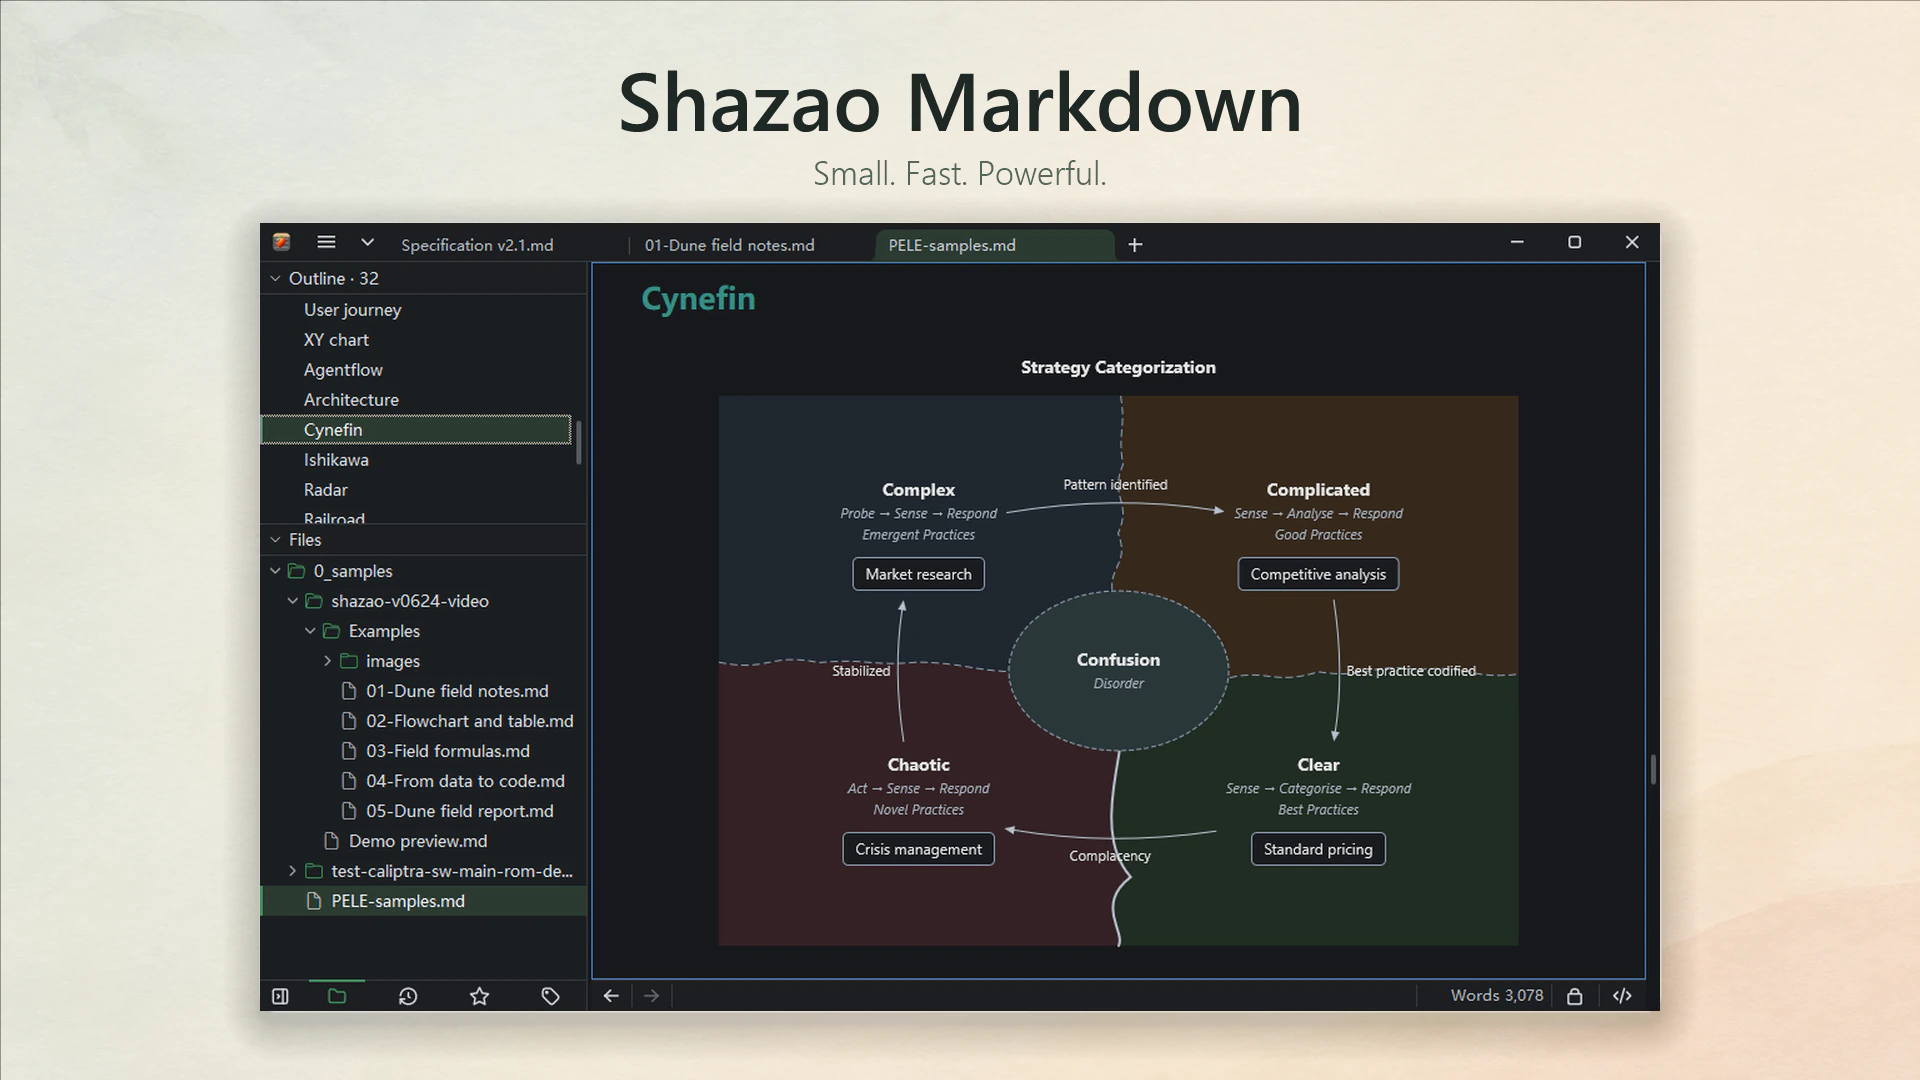 Shazao Markdown
Small. Fast. Powerful.
Specification v2.1.md
01-Dune field notes.md
PELE-samples.md
Outline · 32
User journey
XY chart
Agentflow
Architecture
Cynefin
Ishikawa
Radar
Railroad
Files
0_samples
shazao-v0624-video
Examples
images
01-Dune field notes.md
02-Flowchart and table.md
03-Field formulas.md
04-From data to code.md
05-Dune field report.md
Demo preview.md
test-caliptra-sw-main-rom-de...
PELE-samples.md
Cynefin
Strategy Categorization
Complex
Probe → Sense → Respond
Emergent Practices
Market research
Pattern identified
Complicated
Sense → Analyse → Respond
Good Practices
Competitive analysis
Confusion
Disorder
Stabilized
Best practice codified
Chaotic
Act → Sense → Respond
Novel Practices
Crisis management
Complacency
Clear
Sense → Categorise → Respond
Best Practices
Standard pricing
Words 3,078